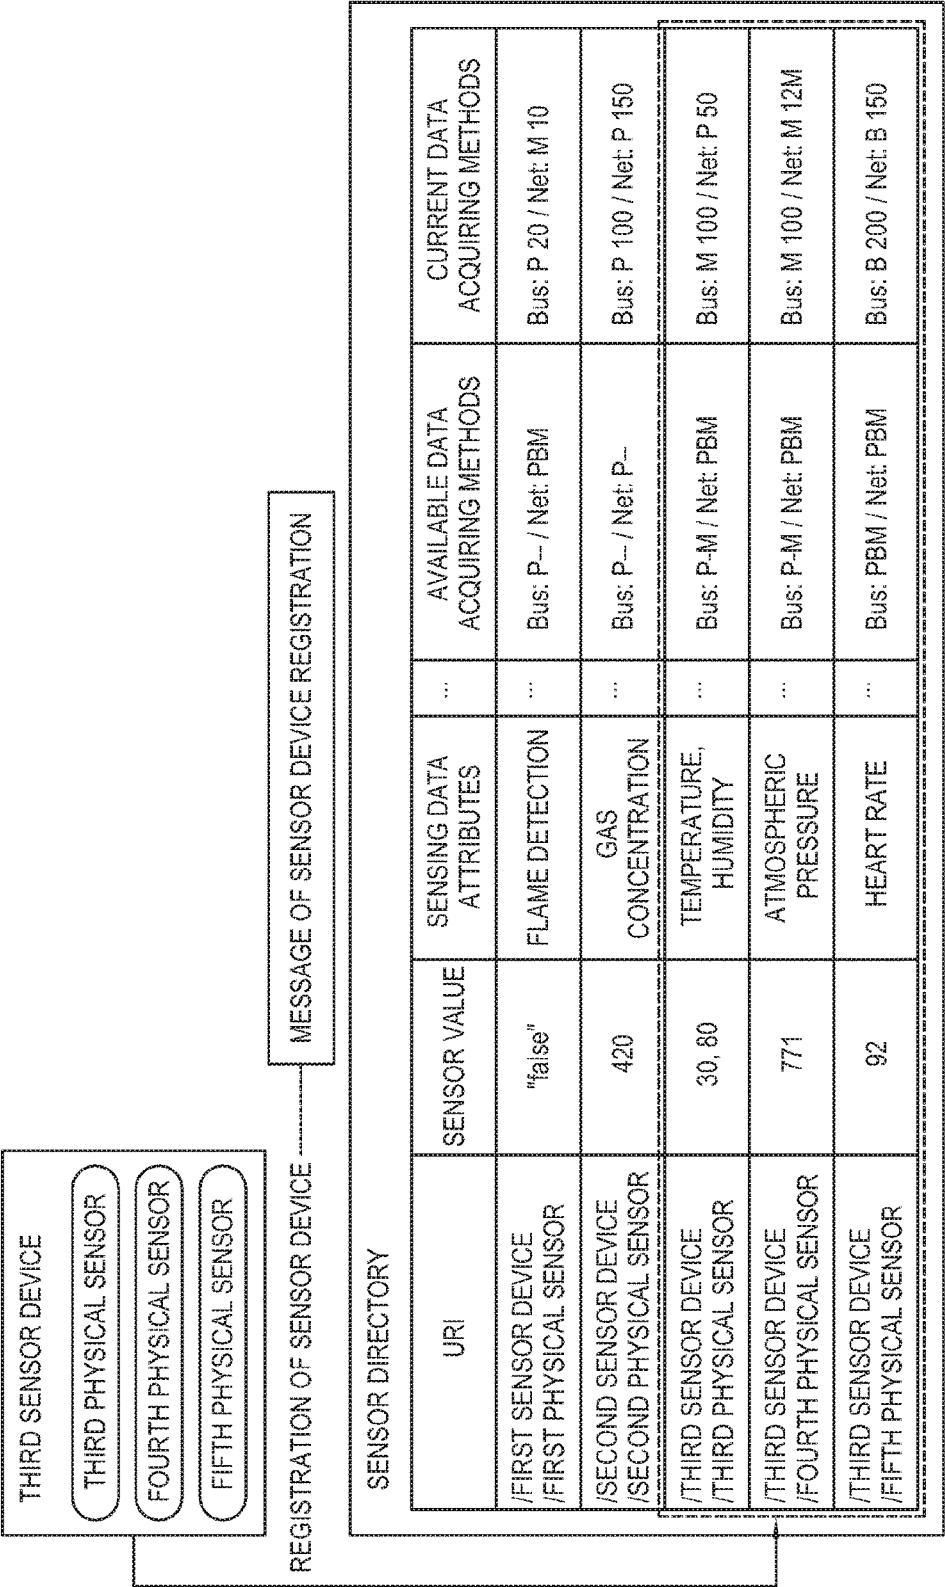 THIRD SENSOR DEVICE
THIRD PHYSICAL SENSOR
FOURTH PHYSICAL SENSOR
FIFTH PHYSICAL SENSOR
REGISTRATION OF SENSOR DEVICE
MESSAGE OF SENSOR DEVICE REGISTRATION
SENSOR DIRECTORY
URI
SENSOR VALUE
SENSING DATA
ATTRIBUTES
...
AVAILABLE DATA
ACQUIRING METHODS
CURRENT DATA
ACQUIRING METHODS
/FIRST SENSOR DEVICE
/FIRST PHYSICAL SENSOR
"false"
FLAME DETECTION
...
Bus: P-- / Net: PBM
Bus: P 20 / Net: M 10
/SECOND SENSOR DEVICE
/SECOND PHYSICAL SENSOR
420
GAS
CONCENTRATION
...
Bus: P-- / Net: P--
Bus: P 100 / Net: P 150
/THIRD SENSOR DEVICE
/THIRD PHYSICAL SENSOR
30, 80
TEMPERATURE,
HUMIDITY
...
Bus: P-M / Net: PBM
Bus: M 100 / Net: P 50
/THIRD SENSOR DEVICE
/FOURTH PHYSICAL SENSOR
771
ATMOSPHERIC
PRESSURE
...
Bus: P-M / Net: PBM
Bus: M 100 / Net: M 12M
/THIRD SENSOR DEVICE
/FIFTH PHYSICAL SENSOR
92
HEART RATE
...
Bus: PBM / Net: PBM
Bus: B 200 / Net: B 150